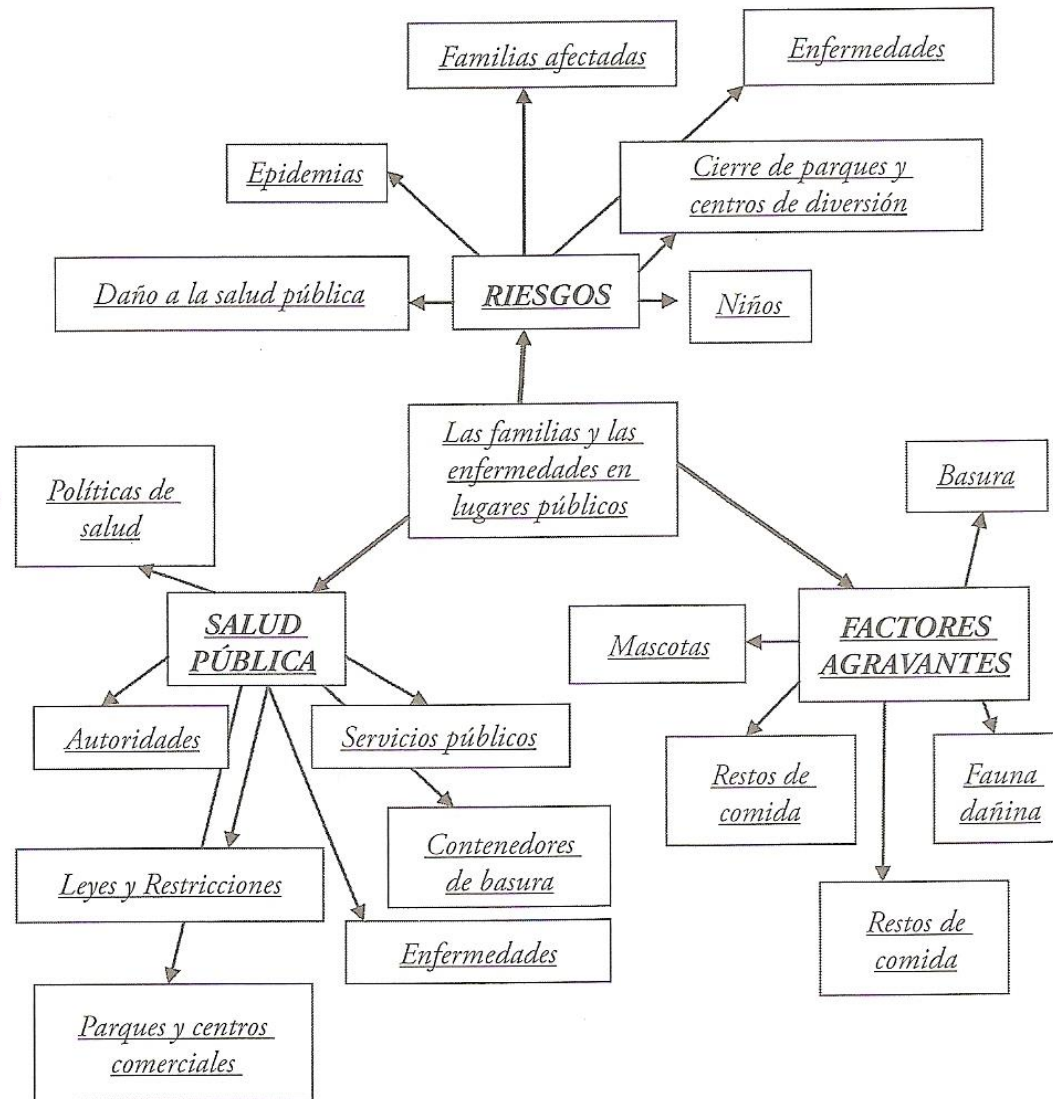 Familias afectadas
Enfermedades
Epidemias
Cierre de parques y
centros de diversión
Daño a la salud pública
RIESGOS
Niños
Las familias y las
enfermedades en
lugares públicos
Políticas de
salud
Basura
SALUD
PÚBLICA
Mascotas
FACTORES
AGRAVANTES
Autoridades
Servicios públicos
Restos de
comida
Fauna
dañina
Leyes y Restricciones
Contenedores
de basura
Enfermedades
Restos de
comida
Parques y centros
comerciales